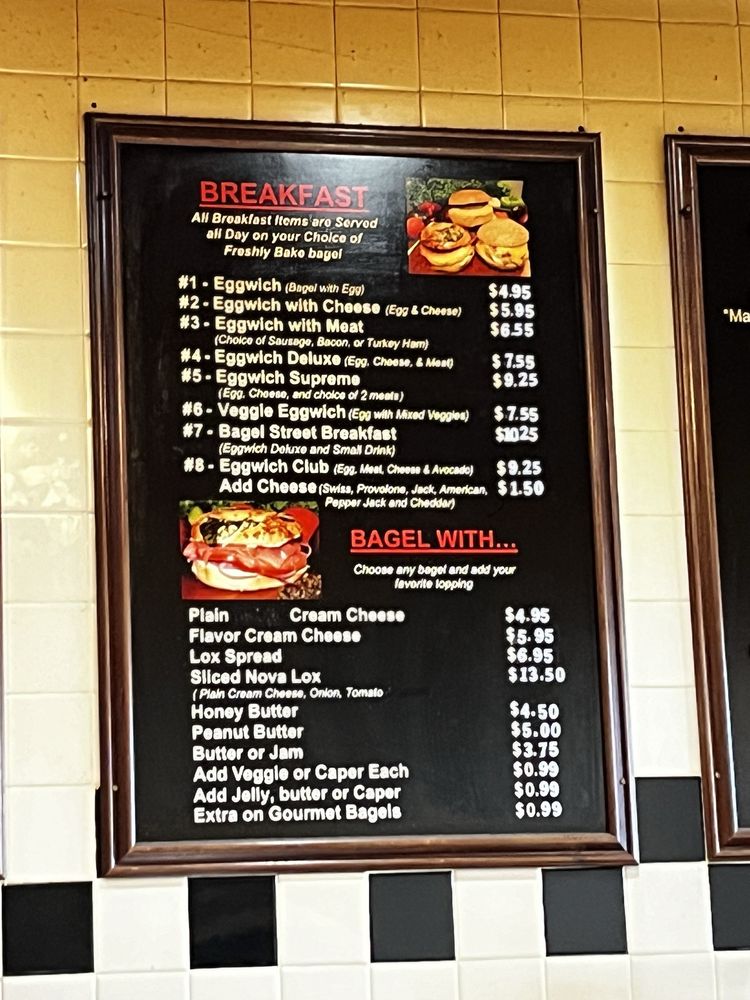 BREAKFAST
All Breakfast Items are Served
all Day on your Choice of
Freshly Bake bagel
#1 - Eggwich (Bagel with Egg) $4.95
#2 - Eggwich with Cheese (Egg & Cheese) $5.95
#3 - Eggwich with Meat $6.55
(Choice of Sausage, Bacon, or Turkey Ham)
#4 - Eggwich Deluxe (Egg, Cheese, & Meat) $7.55
#5 - Eggwich Supreme $9.25
(Egg, Cheese, and choice of 2 meats)
#6 - Veggie Eggwich (Egg with Mixed Veggies) $7.55
#7 - Bagel Street Breakfast $10.25
(Eggwich Deluxe and Small Drink)
#8 - Eggwich Club (Egg, Meat, Cheese & Avocado) $9.25
Add Cheese (Swiss, Provolone, Jack, American, $1.50
Pepper Jack and Cheddar)
BAGEL WITH...
Choose any bagel and add your
favorite topping
Plain Cream Cheese $4.95
Flavor Cream Cheese $5.95
Lox Spread $6.95
Sliced Nova Lox $13.50
( Plain Cream Cheese, Onion, Tomato
Honey Butter $4.50
Peanut Butter $5.00
Butter or Jam $3.75
Add Veggie or Caper Each $0.99
Add Jelly, butter or Caper $0.99
Extra on Gourmet Bagels $0.99
"Ma